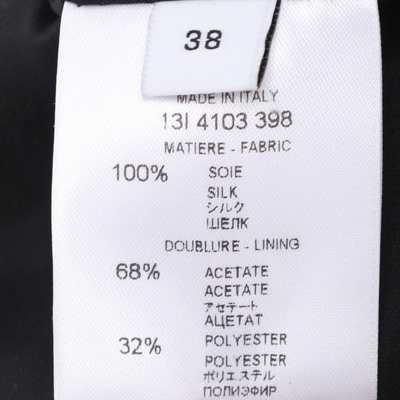 38
MADE IN ITALY
13I 4103 398
MATIERE - FABRIC
100% SOIE
SILK
シルク
ШЕЛК
DOUBLURE - LINING
68% ACETATE
ACETATE
アセテート
АЦЕТАТ
32% POLYESTER
POLYESTER
ポリエステル
ПОЛИЭФИР